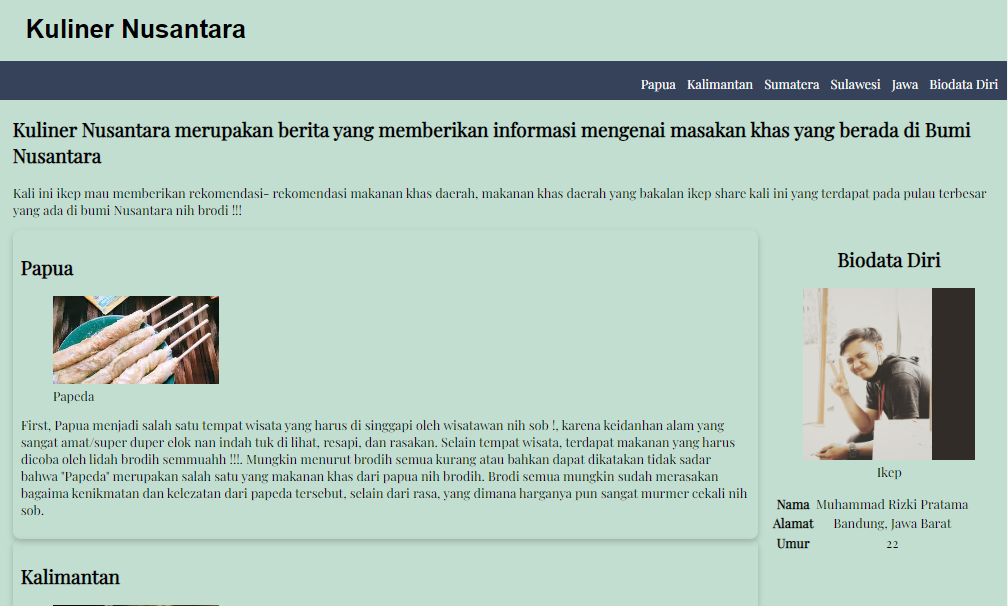 Kuliner Nusantara
Papua Kalimantan Sumatera Sulawesi Jawa Biodata Diri
Kuliner Nusantara merupakan berita yang memberikan informasi mengenai masakan khas yang berada di Bumi
Nusantara
Kali ini ikep mau memberikan rekomendasi- rekomendasi makanan khas daerah, makanan khas daerah yang bakalan ikep share kali ini yang terdapat pada pulau terbesar
yang ada di bumi Nusantara nih brodi !!!
Papua
Papeda
First, Papua menjadi salah satu tempat wisata yang harus di singgapi oleh wisatawan nih sob !, karena keidanhan alam yang
sangat amat/super duper elok nan indah tuk di lihat, resapi, dan rasakan. Selain tempat wisata, terdapat makanan yang harus
dicoba oleh lidah brodih semmuahh !!!. Mungkin menurut brodih semua kurang atau bahkan dapat dikatakan tidak sadar
bahwa "Papeda" merupakan salah satu yang makanan khas dari papua nih brodih. Brodi semua mungkin sudah merasakan
bagaima kenikmatan dan kelezatan dari papeda tersebut, selain dari rasa, yang dimana harganya pun sangat murmer cekali nih
sob.
Kalimantan
Biodata Diri
Ikep
Nama Muhammad Rizki Pratama
Alamat Bandung, Jawa Barat
Umur 22